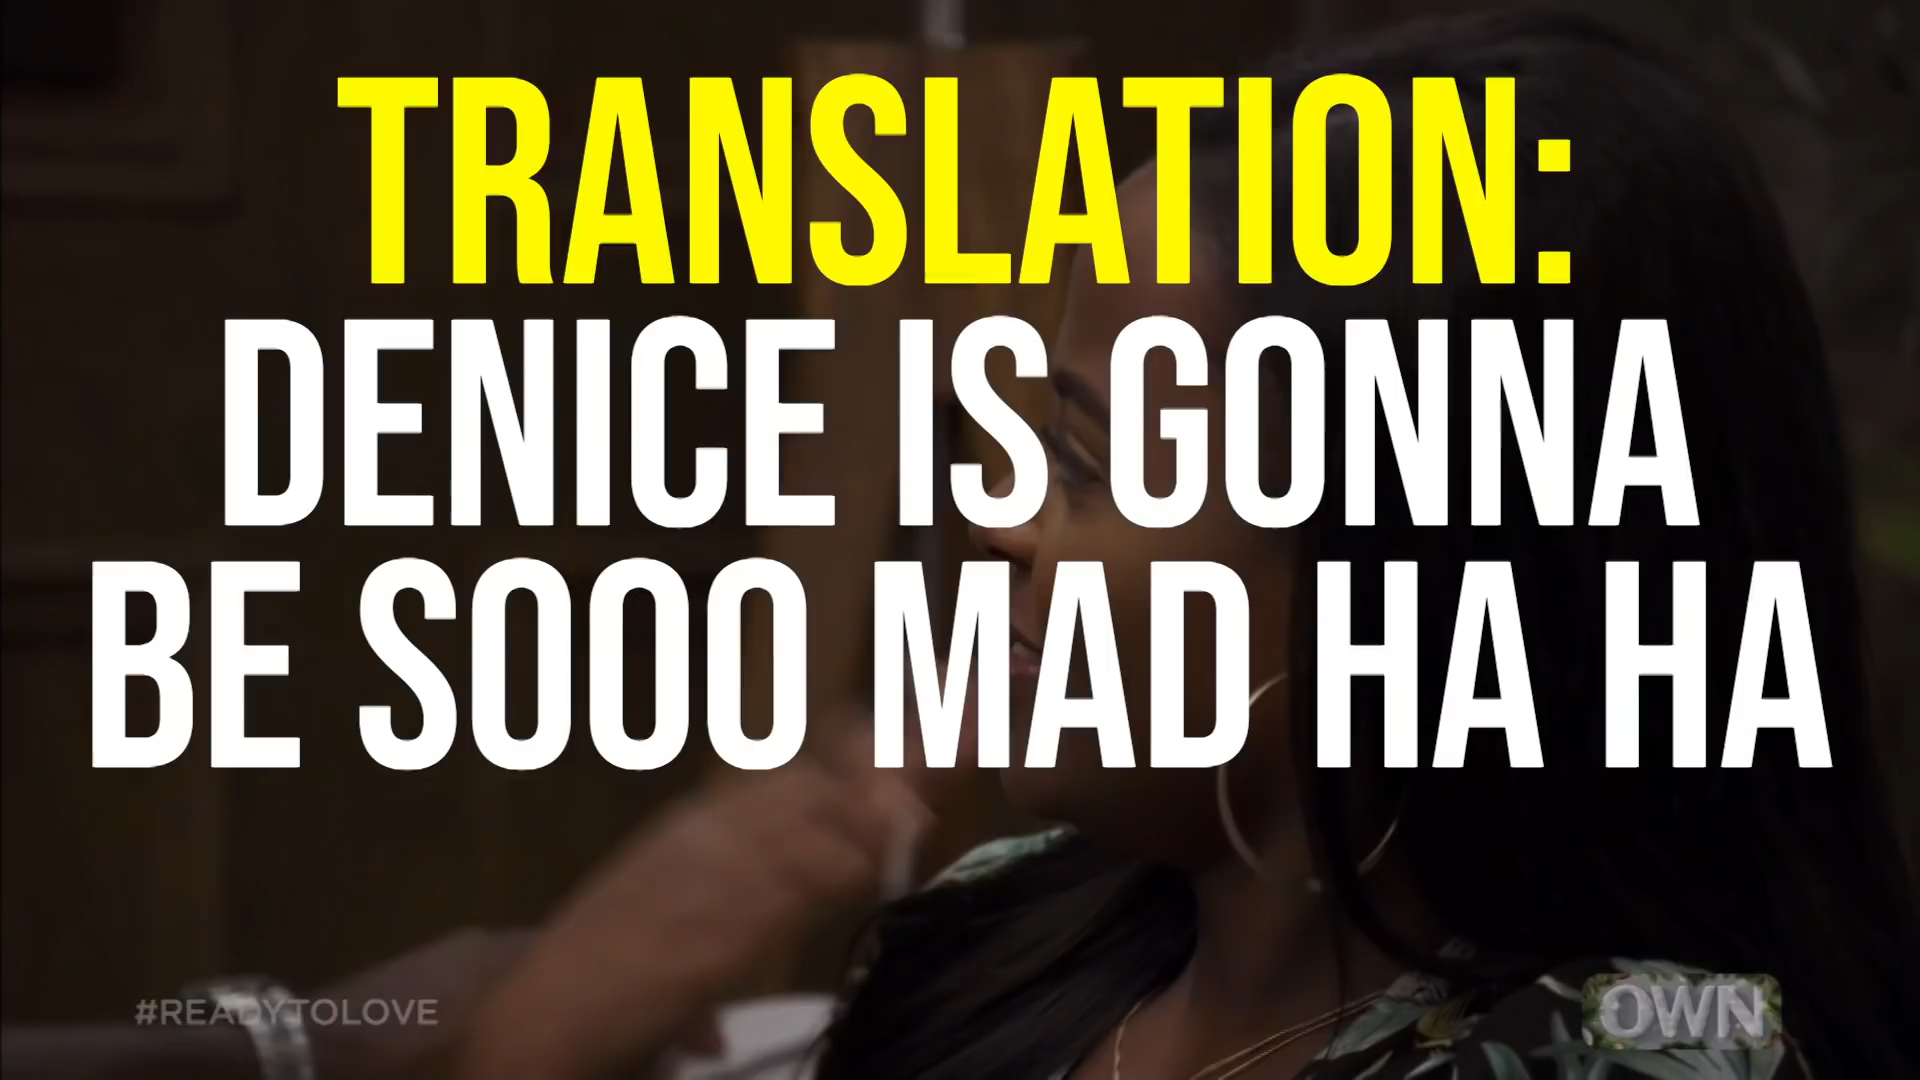 TRANSLATION:
DENICE IS GONNA
BE SOOO MAD HA HA
#READYTOLOVE
OWN